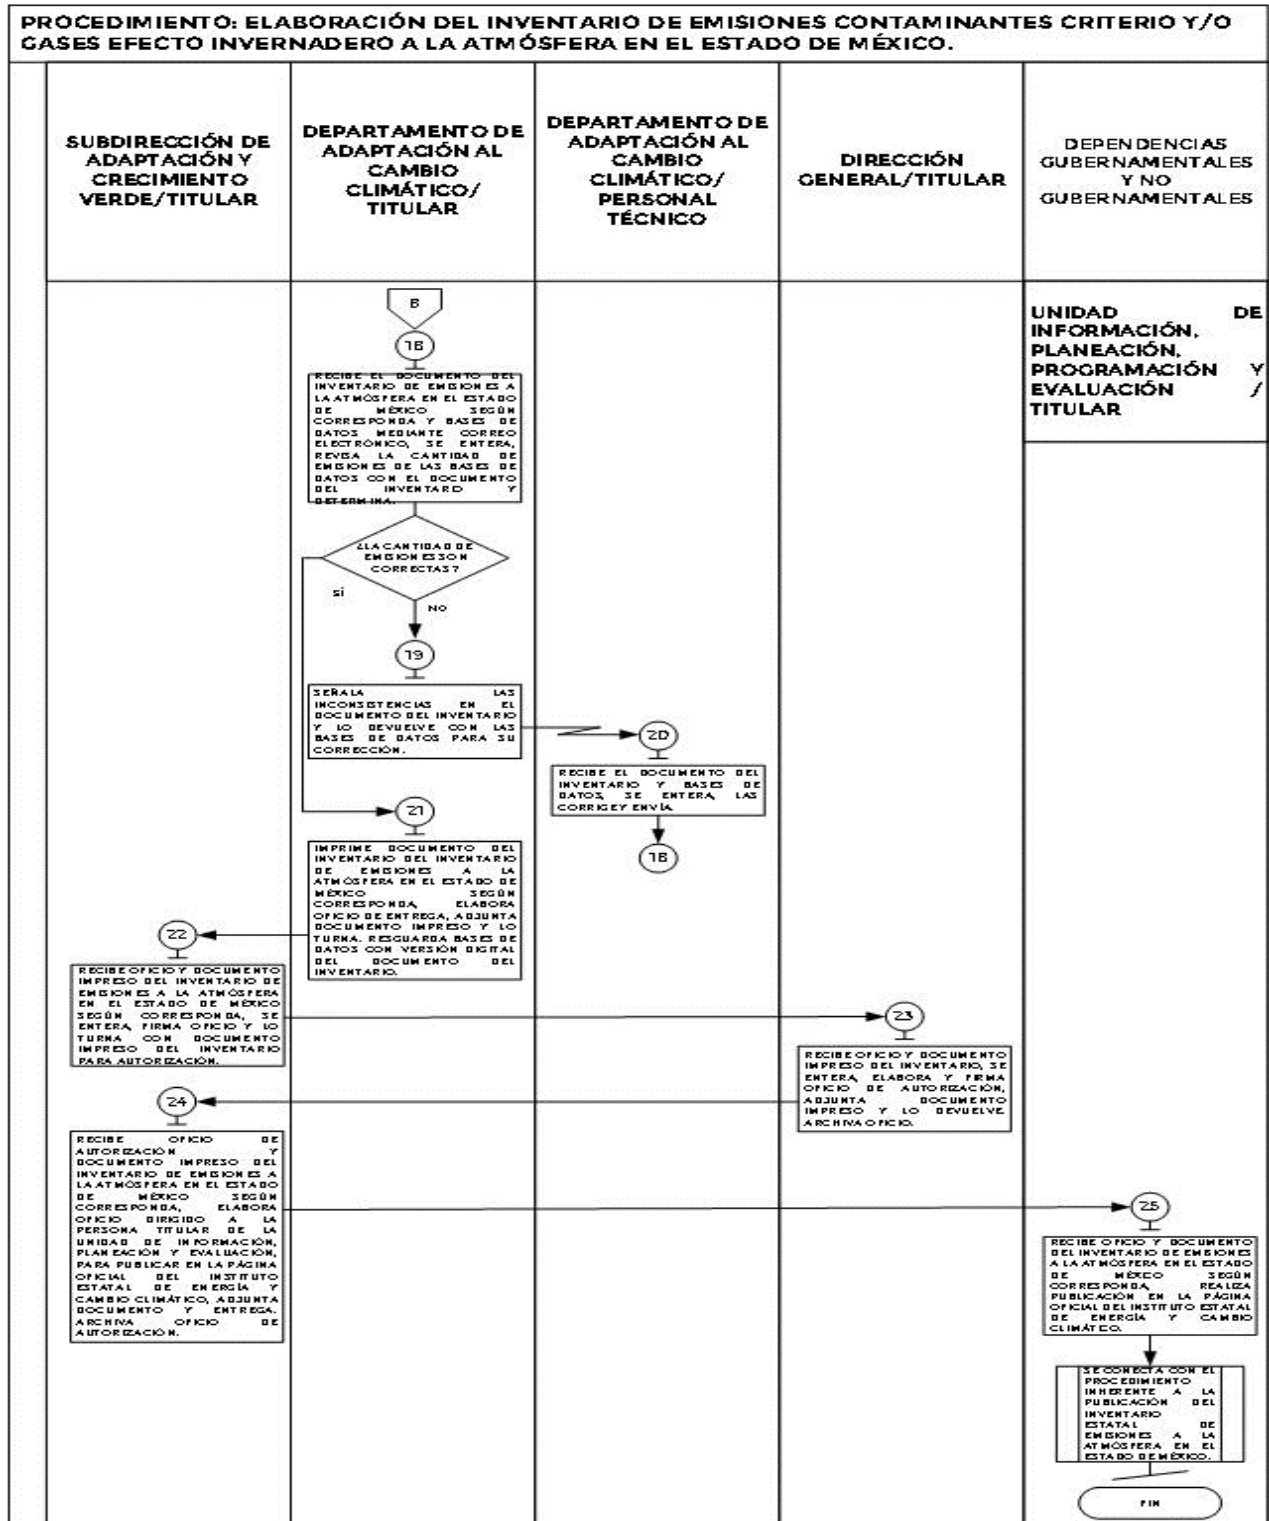 PROCEDIMIENTO: ELABORACIÓN DEL INVENTARIO DE EMISIONES CONTAMINANTES CRITERIO Y/O
GASES EFECTO INVERNADERO A LA ATMÓSFERA EN EL ESTADO DE MÉXICO.
SUBDIRECCIÓN DE
ADAPTACIÓN Y
CRECIMIENTO
VERDE/TITULAR
DEPARTAMENTO DE
ADAPTACIÓN AL
CAMBIO
CLIMÁTICO/
TITULAR
DEPARTAMENTO DE
ADAPTACIÓN AL
CAMBIO
CLIMÁTICO/
PERSONAL
TÉCNICO
DIRECCIÓN
GENERAL/TITULAR
DEPENDENCIAS
GUBERNAMENTALES
Y NO
GUBERNAMENTALES
UNIDAD DE
INFORMACIÓN,
PLANEACIÓN,
PROGRAMACIÓN Y
EVALUACIÓN /
TITULAR
B
18
RECIBE EL DOCUMENTO DEL
INVENTARIO DE EMISIONES A
LA ATMÓSFERA EN EL ESTADO
DE MÉXICO SEGÚN
CORRESPONDA Y BASES DE
DATOS MEDIANTE CORREO
ELECTRÓNICO, SE ENTERA,
REVISA LA CANTIDAD DE
EMISIONES DE LAS BASES DE
DATOS CON EL DOCUMENTO
DEL INVENTARIO Y
DETERMINA.
¿LA CANTIDAD DE
EMISIONES SON
CORRECTAS?
SÍ
NO
19
SEÑALA LAS
INCONSISTENCIAS EN EL
DOCUMENTO DEL INVENTARIO
Y LO DEVUELVE CON LAS
BASES DE DATOS PARA SU
CORRECCIÓN.
20
RECIBE EL DOCUMENTO DEL
INVENTARIO Y BASES DE
DATOS, SE ENTERA, LAS
CORRIGE Y ENVÍA.
18
21
IMPRIME DOCUMENTO DEL
INVENTARIO DEL INVENTARIO
DE EMISIONES A LA
ATMÓSFERA EN EL ESTADO DE
MÉXICO SEGÚN
CORRESPONDA, ELABORA
OFICIO DE ENTREGA, ADJUNTA
DOCUMENTO IMPRESO Y LO
TURNA. RESGUARDA BASES DE
DATOS CON VERSIÓN DIGITAL
DEL DOCUMENTO DEL
INVENTARIO.
22
RECIBE OFICIO Y DOCUMENTO
IMPRESO DEL INVENTARIO DE
EMISIONES A LA ATMÓSFERA
EN EL ESTADO DE MÉXICO
SEGÚN CORRESPONDA, SE
ENTERA, FIRMA OFICIO Y LO
TURNA CON DOCUMENTO
IMPRESO DEL INVENTARIO
PARA AUTORIZACIÓN.
23
RECIBE OFICIO Y DOCUMENTO
IMPRESO DEL INVENTARIO, SE
ENTERA, ELABORA Y FIRMA
OFICIO DE AUTORIZACIÓN,
ADJUNTA DOCUMENTO
IMPRESO Y LO DEVUELVE.
ARCHIVA OFICIO.
24
RECIBE OFICIO DE
AUTORIZACIÓN Y
DOCUMENTO IMPRESO DEL
INVENTARIO DE EMISIONES A
LA ATMÓSFERA EN EL ESTADO
DE MÉXICO SEGÚN
CORRESPONDA, ELABORA
OFICIO DIRIGIDO A LA
PERSONA TITULAR DE LA
UNIDAD DE INFORMACIÓN,
PLANEACIÓN Y EVALUACIÓN,
PARA PUBLICAR EN LA PÁGINA
OFICIAL DEL INSTITUTO
ESTATAL DE ENERGÍA Y
CAMBIO CLIMÁTICO, ADJUNTA
DOCUMENTO Y ENTREGA.
ARCHIVA OFICIO DE
AUTORIZACIÓN.
25
RECIBE OFICIO Y DOCUMENTO
DEL INVENTARIO DE EMISIONES
A LA ATMÓSFERA EN EL ESTADO
DE MÉXICO SEGÚN
CORRESPONDA, REALIZA
PUBLICACIÓN EN LA PÁGINA
OFICIAL DEL INSTITUTO ESTATAL
DE ENERGÍA Y CAMBIO
CLIMÁTICO.
SE CONECTA CON EL
PROCEDIMIENTO
INHERENTE A LA
PUBLICACIÓN DEL
INVENTARIO
ESTATAL DE
EMISIONES A LA
ATMÓSFERA EN EL
ESTADO DE MÉXICO.
FIN